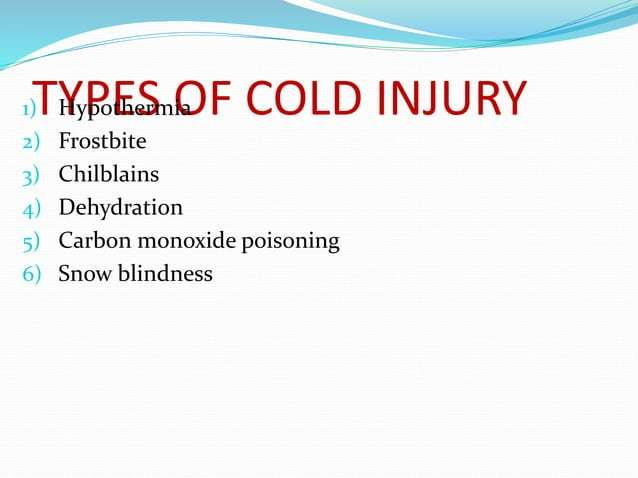 TYPES OF COLD INJURY
1) Hypothermia
2) Frostbite
3) Chilblains
4) Dehydration
5) Carbon monoxide poisoning
6) Snow blindness